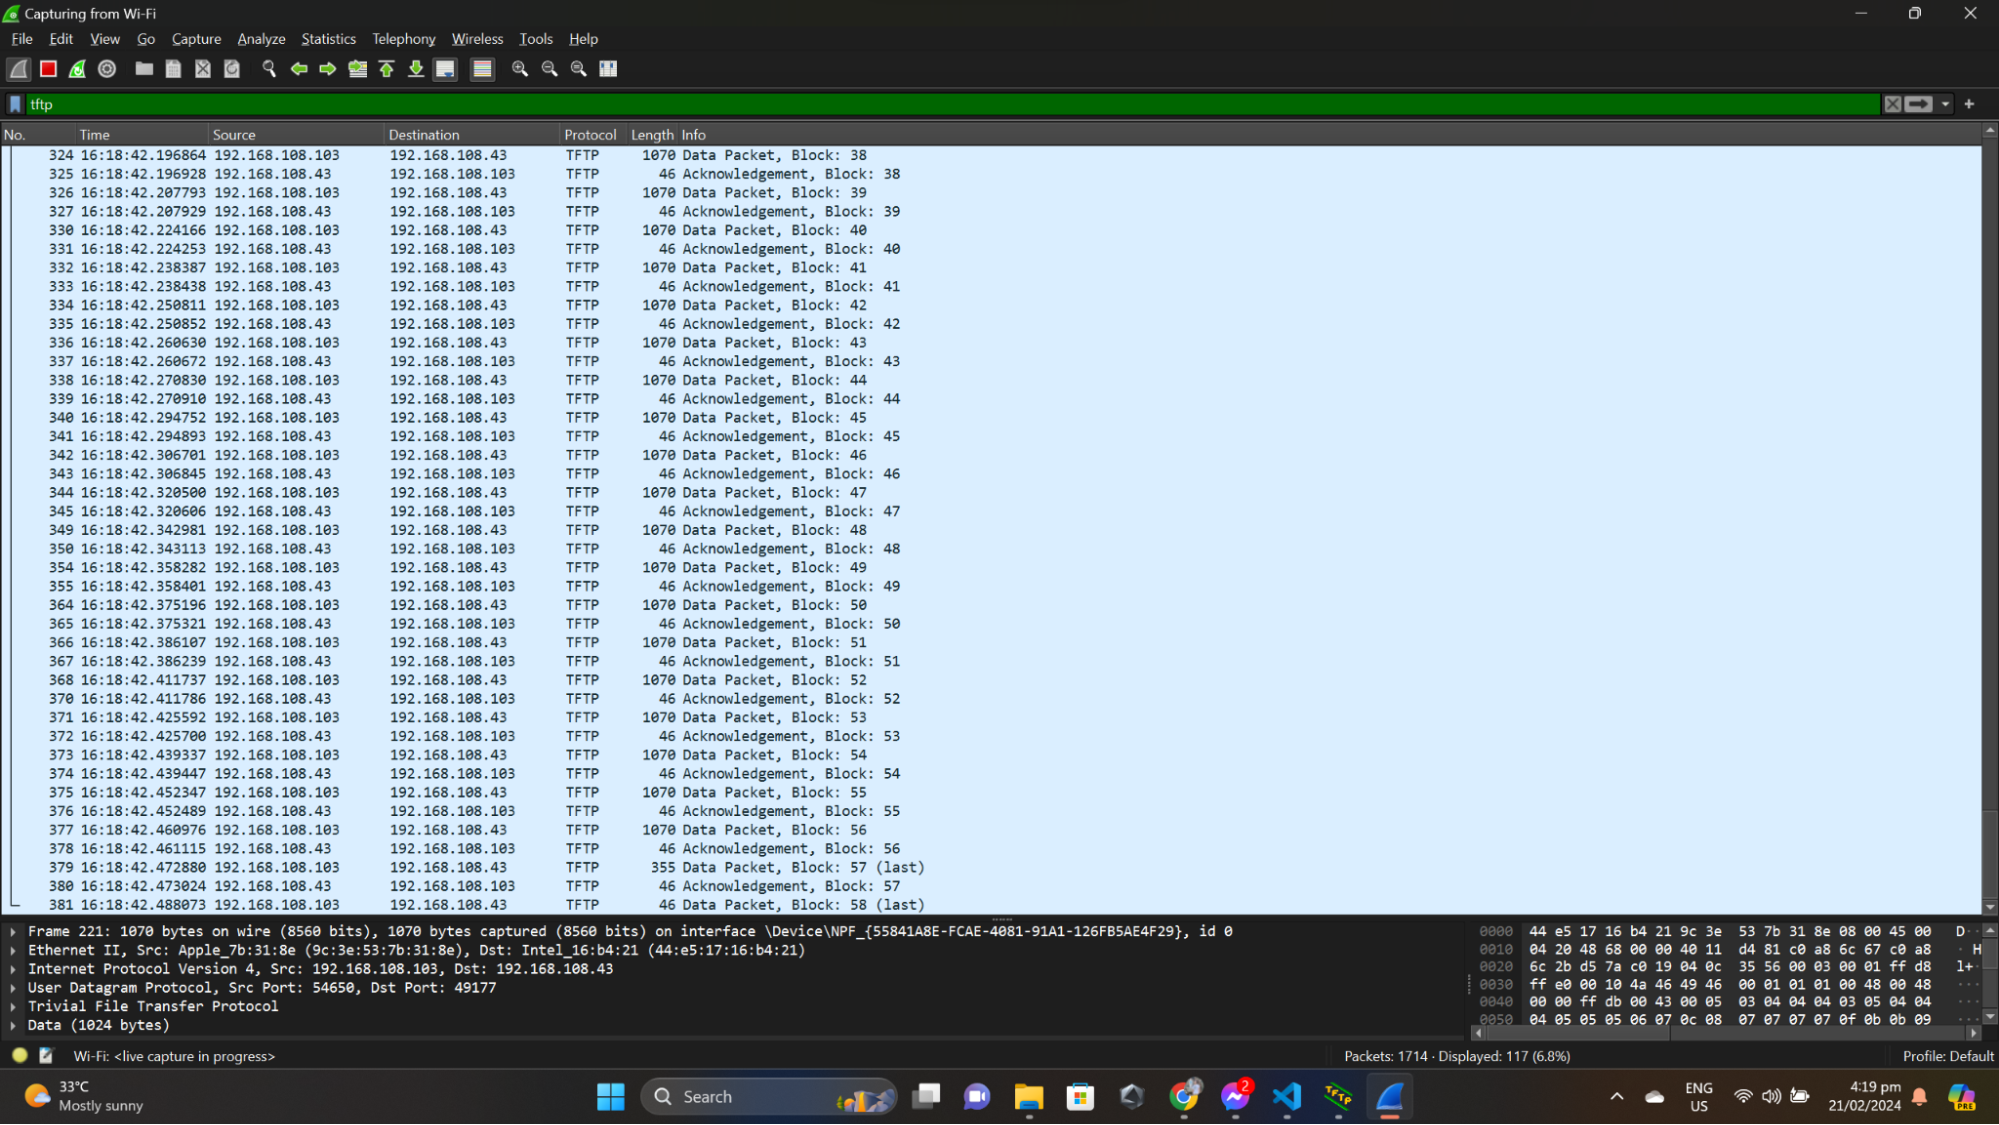 Capturing from Wi-Fi
File Edit View Go Capture Analyze Statistics Telephony Wireless Tools Help
tftp
No. Time Source Destination Protocol Length Info
324 16:18:42.196864 192.168.108.103 192.168.108.43 TFTP 1070 Data Packet, Block: 38
325 16:18:42.196928 192.168.108.43 192.168.108.103 TFTP 46 Acknowledgement, Block: 38
326 16:18:42.207793 192.168.108.103 192.168.108.43 TFTP 1070 Data Packet, Block: 39
327 16:18:42.207929 192.168.108.43 192.168.108.103 TFTP 46 Acknowledgement, Block: 39
330 16:18:42.224166 192.168.108.103 192.168.108.43 TFTP 1070 Data Packet, Block: 40
331 16:18:42.224253 192.168.108.43 192.168.108.103 TFTP 46 Acknowledgement, Block: 40
332 16:18:42.238387 192.168.108.103 192.168.108.43 TFTP 1070 Data Packet, Block: 41
333 16:18:42.238438 192.168.108.43 192.168.108.103 TFTP 46 Acknowledgement, Block: 41
334 16:18:42.250811 192.168.108.103 192.168.108.43 TFTP 1070 Data Packet, Block: 42
335 16:18:42.250852 192.168.108.43 192.168.108.103 TFTP 46 Acknowledgement, Block: 42
336 16:18:42.260630 192.168.108.103 192.168.108.43 TFTP 1070 Data Packet, Block: 43
337 16:18:42.260672 192.168.108.43 192.168.108.103 TFTP 46 Acknowledgement, Block: 43
338 16:18:42.270830 192.168.108.103 192.168.108.43 TFTP 1070 Data Packet, Block: 44
339 16:18:42.270910 192.168.108.43 192.168.108.103 TFTP 46 Acknowledgement, Block: 44
340 16:18:42.294752 192.168.108.103 192.168.108.43 TFTP 1070 Data Packet, Block: 45
341 16:18:42.294893 192.168.108.43 192.168.108.103 TFTP 46 Acknowledgement, Block: 45
342 16:18:42.306701 192.168.108.103 192.168.108.43 TFTP 1070 Data Packet, Block: 46
343 16:18:42.306845 192.168.108.43 192.168.108.103 TFTP 46 Acknowledgement, Block: 46
344 16:18:42.320500 192.168.108.103 192.168.108.43 TFTP 1070 Data Packet, Block: 47
345 16:18:42.320606 192.168.108.43 192.168.108.103 TFTP 46 Acknowledgement, Block: 47
349 16:18:42.342981 192.168.108.103 192.168.108.43 TFTP 1070 Data Packet, Block: 48
350 16:18:42.343113 192.168.108.43 192.168.108.103 TFTP 46 Acknowledgement, Block: 48
354 16:18:42.358282 192.168.108.103 192.168.108.43 TFTP 1070 Data Packet, Block: 49
355 16:18:42.358401 192.168.108.43 192.168.108.103 TFTP 46 Acknowledgement, Block: 49
364 16:18:42.375196 192.168.108.103 192.168.108.43 TFTP 1070 Data Packet, Block: 50
365 16:18:42.375321 192.168.108.43 192.168.108.103 TFTP 46 Acknowledgement, Block: 50
366 16:18:42.386107 192.168.108.103 192.168.108.43 TFTP 1070 Data Packet, Block: 51
367 16:18:42.386239 192.168.108.43 192.168.108.103 TFTP 46 Acknowledgement, Block: 51
368 16:18:42.411737 192.168.108.103 192.168.108.43 TFTP 1070 Data Packet, Block: 52
370 16:18:42.411786 192.168.108.43 192.168.108.103 TFTP 46 Acknowledgement, Block: 52
371 16:18:42.425592 192.168.108.103 192.168.108.43 TFTP 1070 Data Packet, Block: 53
372 16:18:42.425700 192.168.108.43 192.168.108.103 TFTP 46 Acknowledgement, Block: 53
373 16:18:42.439337 192.168.108.103 192.168.108.43 TFTP 1070 Data Packet, Block: 54
374 16:18:42.439447 192.168.108.43 192.168.108.103 TFTP 46 Acknowledgement, Block: 54
375 16:18:42.452347 192.168.108.103 192.168.108.43 TFTP 1070 Data Packet, Block: 55
376 16:18:42.452489 192.168.108.43 192.168.108.103 TFTP 46 Acknowledgement, Block: 55
377 16:18:42.460976 192.168.108.103 192.168.108.43 TFTP 1070 Data Packet, Block: 56
378 16:18:42.461115 192.168.108.43 192.168.108.103 TFTP 46 Acknowledgement, Block: 56
379 16:18:42.472880 192.168.108.103 192.168.108.43 TFTP 355 Data Packet, Block: 57 (last)
380 16:18:42.473024 192.168.108.43 192.168.108.103 TFTP 46 Acknowledgement, Block: 57
381 16:18:42.488073 192.168.108.103 192.168.108.43 TFTP 46 Data Packet, Block: 58 (last)
Frame 221: 1070 bytes on wire (8560 bits), 1070 bytes captured (8560 bits) on interface \Device\NPF_{55841A8E-FCAE-4081-91A1-126FB5AE4F29}, id 0
Ethernet II, Src: Apple_7b:31:8e (9c:3e:53:7b:31:8e), Dst: Intel_16:b4:21 (44:e5:17:16:b4:21)
Internet Protocol Version 4, Src: 192.168.108.103, Dst: 192.168.108.43
User Datagram Protocol, Src Port: 54650, Dst Port: 49177
Trivial File Transfer Protocol
Data (1024 bytes)
0000 44 e5 17 16 b4 21 9c 3e 53 7b 31 8e 08 00 45 00 D··
0010 04 20 48 68 00 00 40 11 d4 81 c0 a8 6c 67 c0 a8 · H
0020 6c 2b d5 7a c0 19 04 0c 35 56 00 03 00 01 ff d8 l+·
0030 ff e0 00 10 4a 46 49 46 00 01 01 01 00 48 00 48 ···
0040 00 00 ff db 00 43 00 05 03 04 04 04 03 05 04 04 ···
0050 04 05 05 05 06 07 0c 08 07 07 07 07 0f 0b 0b 09 ···
Wi-Fi: <live capture in progress> Packets: 1714 · Displayed: 117 (6.8%) Profile: Default
33°C
Mostly sunny
Search
2
TFTP
ENG
US
4:19 pm
21/02/2024
PRE